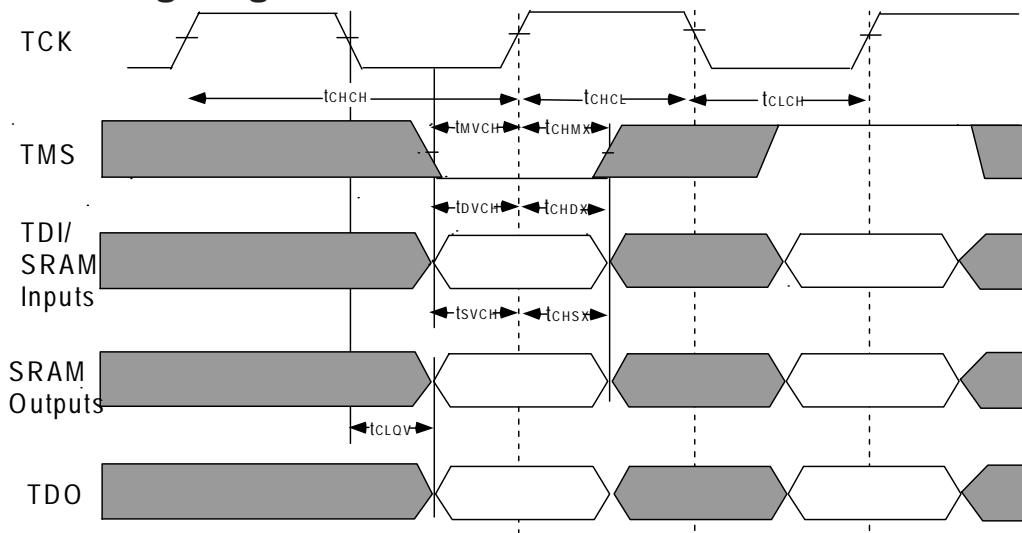 TCK
tCHCH
tCHCL
tCLCH
tMVCH
tCHMX
TMS
tDVCH
tCHDX
TDI/
SRAM
Inputs
tSVCH
tCHSX
SRAM
Outputs
tCLQV
TDO